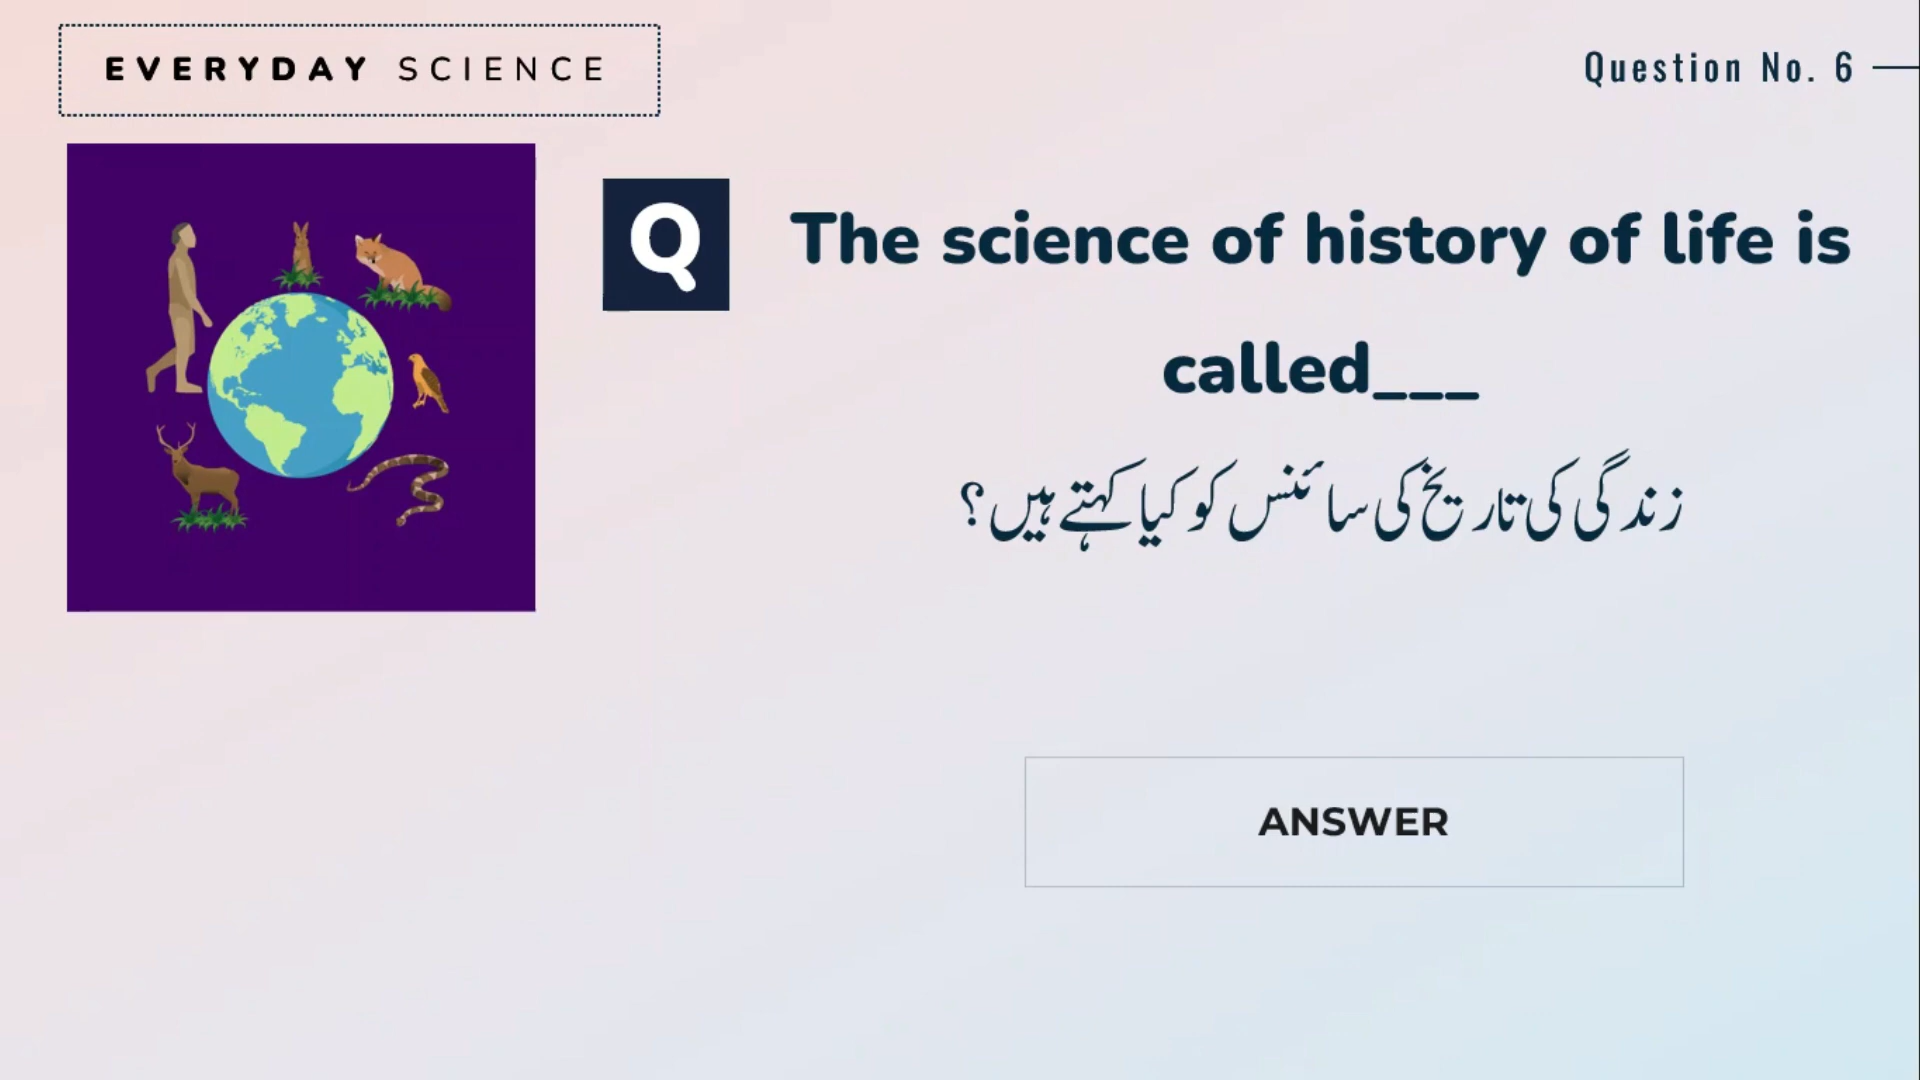 EVERYDAY SCIENCE
Question No. 6
Q
The science of history of life is
called___
زندگی کی تاریخ کی سائنس کو کیا کہتے ہیں؟
ANSWER